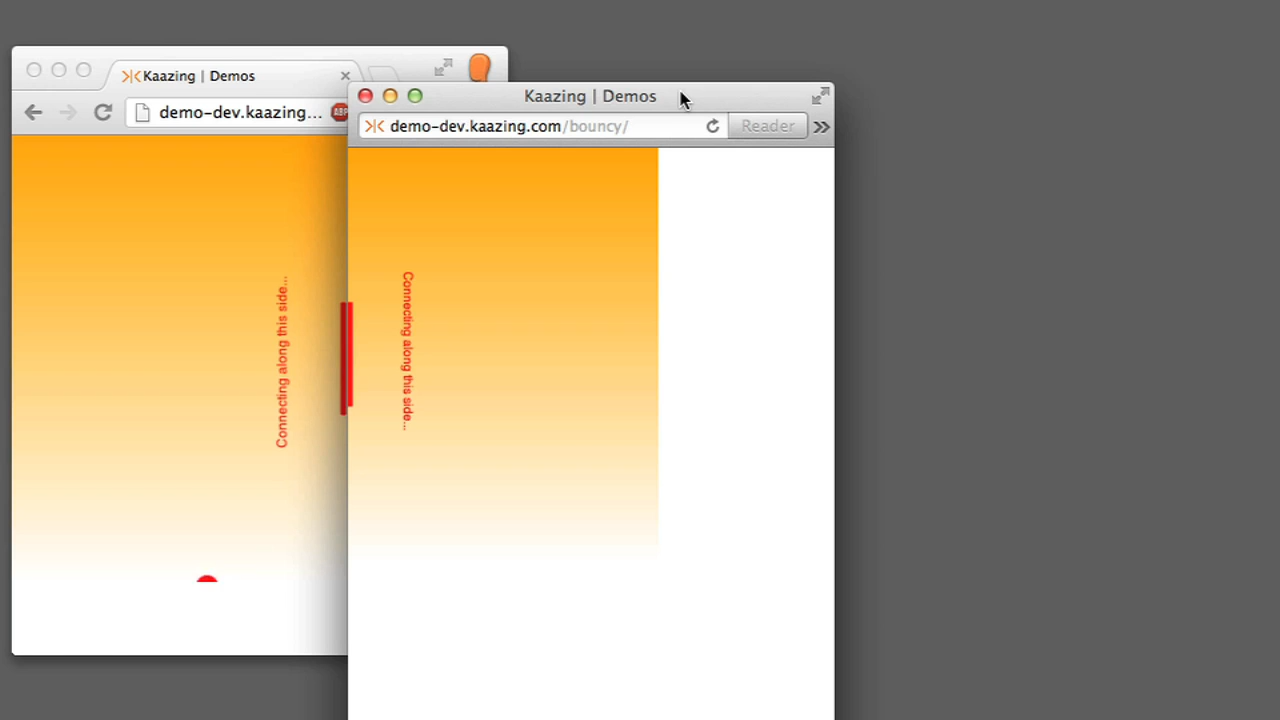 Kaazing | Demos
demo-dev.kaazing...
ABP
Kaazing | Demos
demo-dev.kaazing.com/bouncy/
Reader
Connecting along this side...
Connecting along this side...